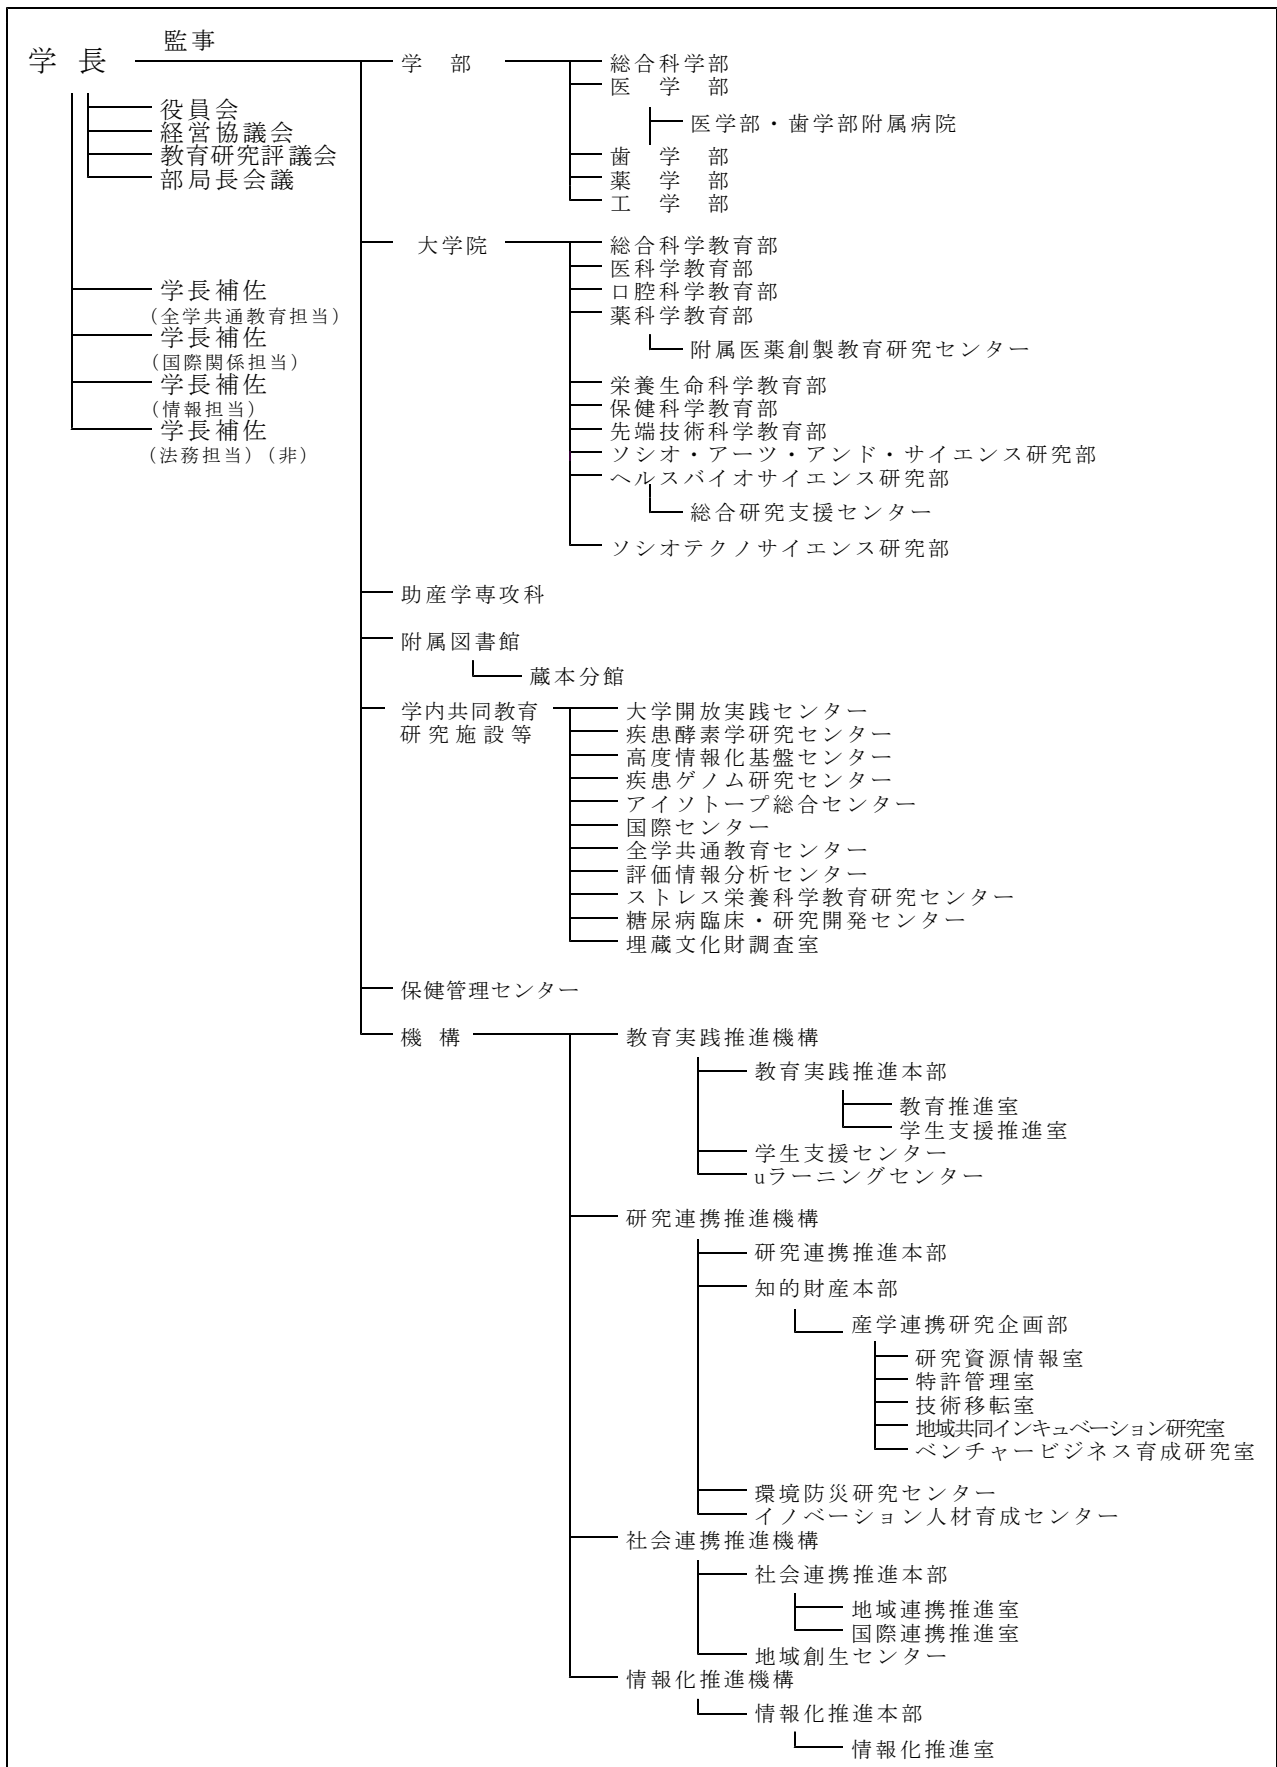 監事
学長
役員会
経営協議会
教育研究評議会
部局長会議
学長補佐
(全学共通教育担当)
学長補佐
(国際関係担当)
学長補佐
(情報担当)
学長補佐
(法務担当)(非)
学部
総合科学部
医学部
医学部・歯学部附属病院
歯学部
薬学部
工学部
大学院
総合科学教育部
医科学教育部
口腔科学教育部
薬科学教育部
附属医薬創製教育研究センター
栄養生命科学教育部
保健科学教育部
先端技術科学教育部
ソシオ・アーツ・アンド・サイエンス研究部
ヘルスバイオサイエンス研究部
総合研究支援センター
ソシオテクノサイエンス研究部
助産学専攻科
附属図書館
蔵本分館
学内共同教育
研究施設等
大学開放実践センター
疾患酵素学研究センター
高度情報化基盤センター
疾患ゲノム研究センター
アイソトープ総合センター
国際センター
全学共通教育センター
評価情報分析センター
ストレス栄養科学教育研究センター
糖尿病臨床・研究開発センター
埋蔵文化財調査室
保健管理センター
機構
教育実践推進機構
教育実践推進本部
教育推進室
学生支援推進室
学生支援センター
uラーニングセンター
研究連携推進機構
研究連携推進本部
知的財産本部
産学連携研究企画部
研究資源情報室
特許管理室
技術移転室
地域共同インキュベーション研究室
ベンチャービジネス育成研究室
環境防災研究センター
イノベーション人材育成センター
社会連携推進機構
社会連携推進本部
地域連携推進室
国際連携推進室
地域創生センター
情報化推進機構
情報化推進本部
情報化推進室